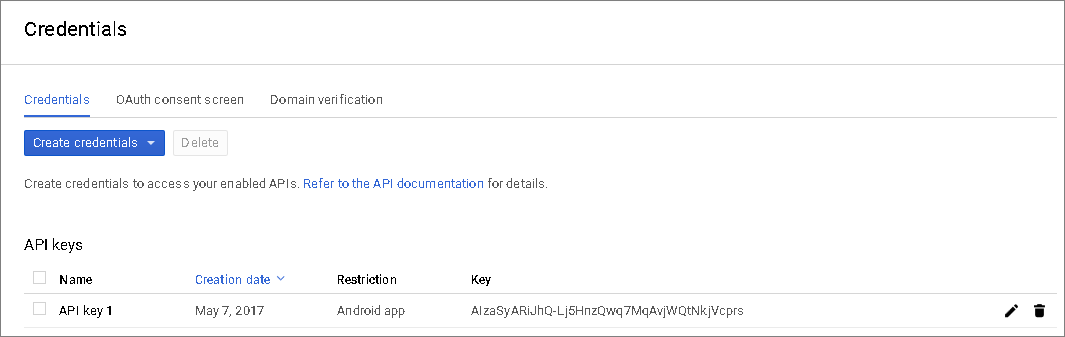 Credentials
Credentials OAuth consent screen Domain verification
Create credentials Delete
Create credentials to access your enabled APIs. Refer to the API documentation for details.
API keys
Name Creation date Restriction Key
API key 1 May 7, 2017 Android app AIzaSyARiJhQ-Lj5HnzQwq7MqAvjWQtNkjVcprs